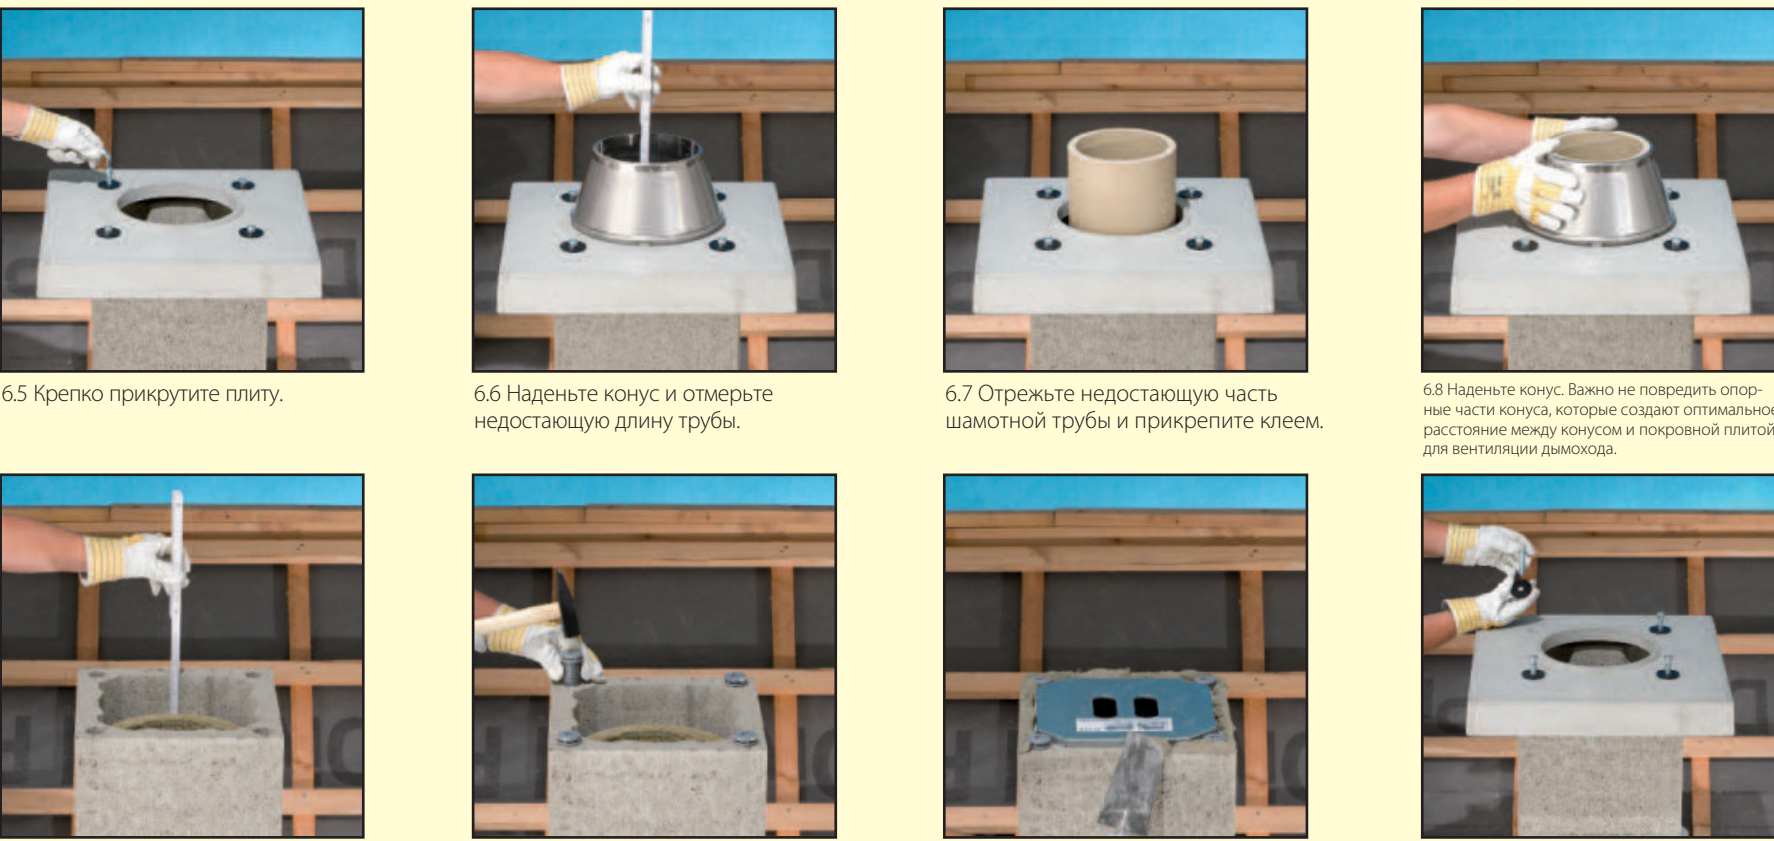 6.5 Крепко прикрутите плиту.
6.6 Наденьте конус и отмерьте
недостающую длину трубы.
6.7 Отрежьте недостающую часть
шамотной трубы и прикрепите клеем.
6.8 Наденьте конус. Важно не повредить опор-
ные части конуса, которые создают оптимальное
расстояние между конусом и покровной плитой
для вентиляции дымохода.